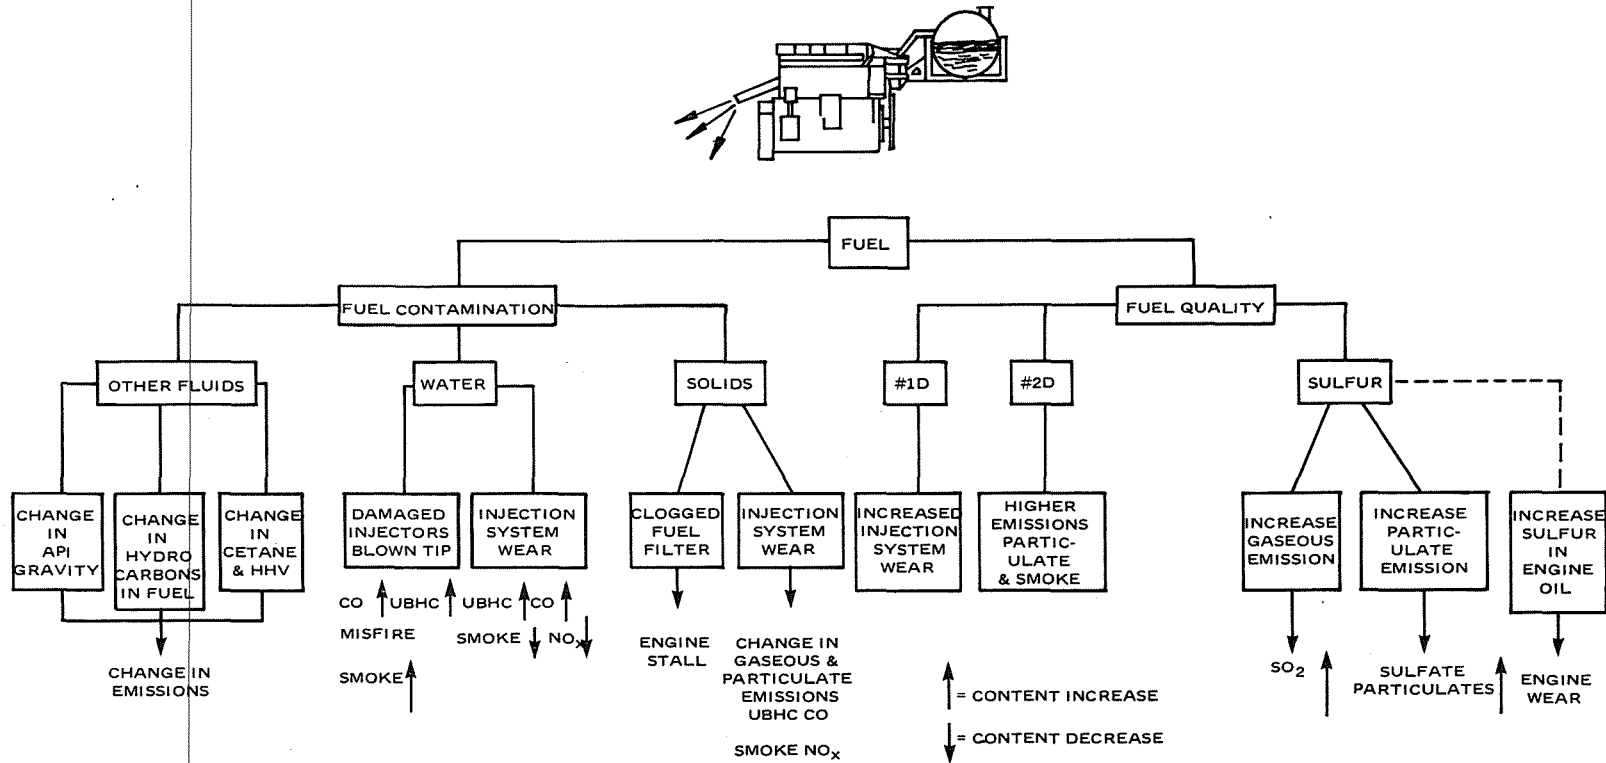 FUEL
FUEL CONTAMINATION
FUEL QUALITY
OTHER FLUIDS
WATER
SOLIDS
#1D
#2D
SULFUR
CHANGE
IN
API
GRAVITY
CHANGE
IN
HYDRO
CARBONS
IN FUEL
CHANGE
IN
CETANE
& HHV
DAMAGED
INJECTORS
BLOWN TIP
INJECTION
SYSTEM
WEAR
CLOGGED
FUEL
FILTER
INJECTION
SYSTEM
WEAR
INCREASED
INJECTION
SYSTEM
WEAR
HIGHER
EMISSIONS
PARTIC-
ULATE
& SMOKE
INCREASE
GASEOUS
EMISSION
INCREASE
PARTIC-
ULATE
EMISSION
INCREASE
SULFUR
IN
ENGINE
OIL
CHANGE IN
EMISSIONS
CO ↑ UBHC ↑
MISFIRE
SMOKE ↑
UBHC ↑ CO ↑
SMOKE ↓ NOx ↓
ENGINE
STALL
CHANGE IN
GASEOUS &
PARTICULATE
EMISSIONS
UBHC CO
SMOKE NOx
↑ = CONTENT INCREASE
↓ = CONTENT DECREASE
SO2 ↑
SULFATE
PARTICULATES ↑
ENGINE
WEAR